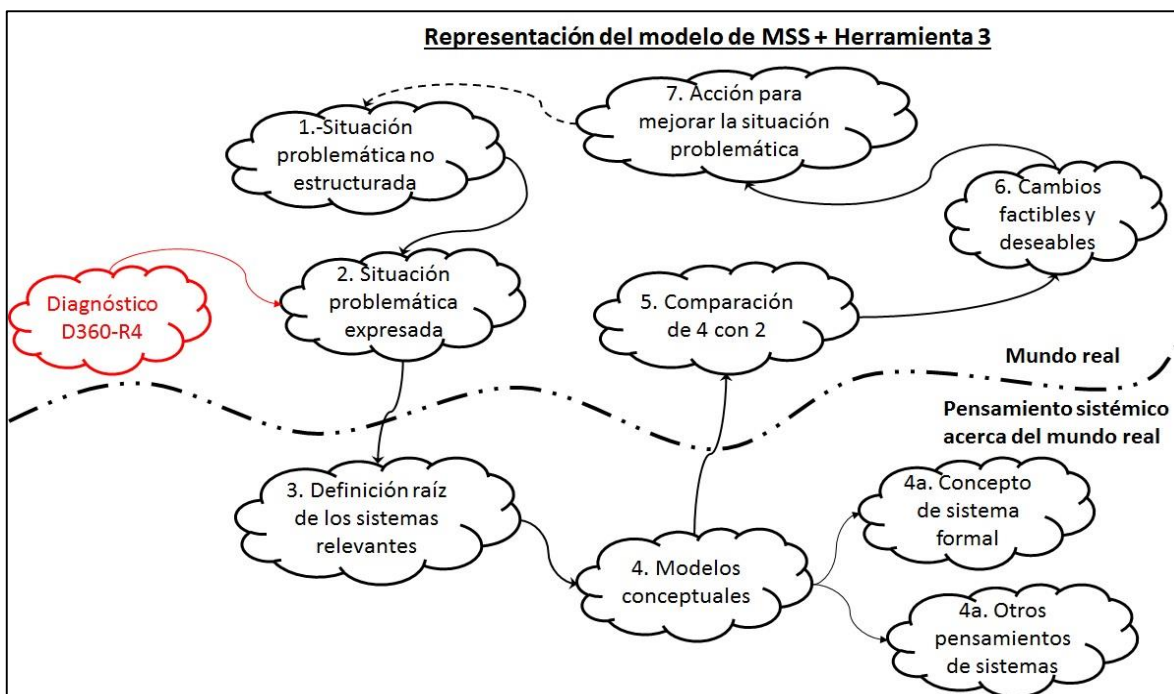 Representación del modelo de MSS + Herramienta 3
1.-Situación
problemática no
estructurada
7. Acción para
mejorar la situación
problemática
6. Cambios
factibles y
deseables
Diagnóstico
D360-R4
2. Situación
problemática
expresada
5. Comparación
de 4 con 2
Mundo real
Pensamiento sistémico
acerca del mundo real
3. Definición raíz
de los sistemas
relevantes
4. Modelos
conceptuales
4a. Concepto
de sistema
formal
4a. Otros
pensamientos
de sistemas